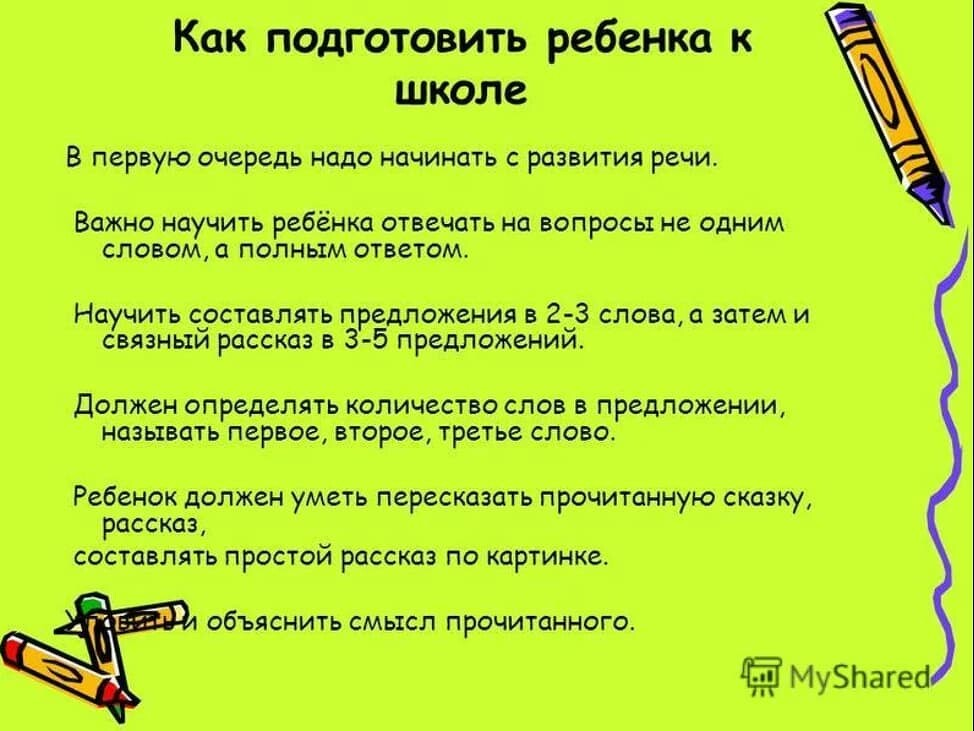 Как подготовить ребенка к
школе
В первую очередь надо начинать с развития речи.
Важно научить ребёнка отвечать на вопросы не одним
словом, а полным ответом.
Научить составлять предложения в 2-3 слова, а затем и
связный рассказ в 3-5 предложений.
Должен определять количество слов в предложении,
называть первое, второе, третье слово.
Ребенок должен уметь пересказать прочитанную сказку,
рассказ,
составлять простой рассказ по картинке.
Уловить и объяснить смысл прочитанного.
MyShared